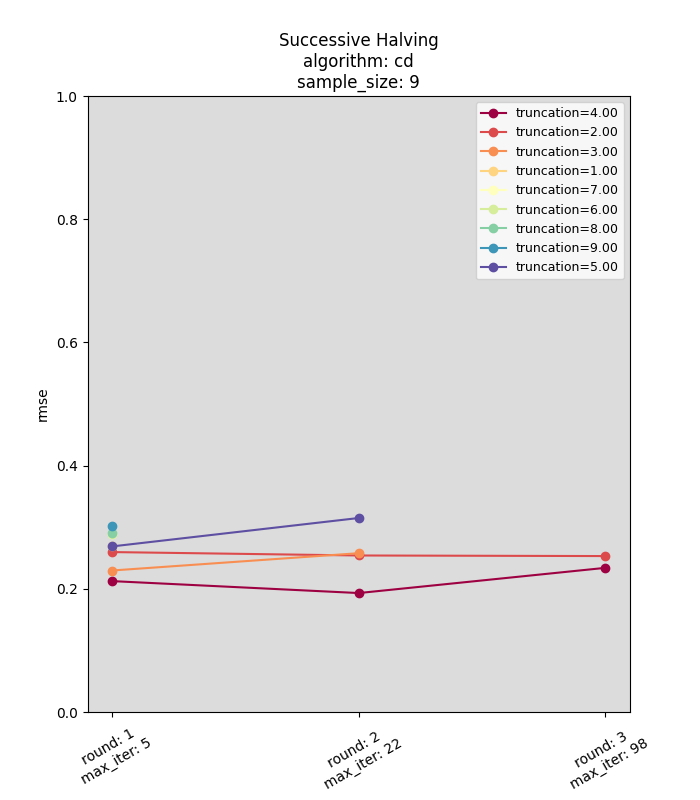 Successive Halving
algorithm: cd
sample_size: 9
1.0
0.8
0.6
0.4
0.2
0.0
rmse
truncation=4.00
truncation=2.00
truncation=3.00
truncation=1.00
truncation=7.00
truncation=6.00
truncation=8.00
truncation=9.00
truncation=5.00
round: 1
max_iter: 5
round: 2
max_iter: 22
round: 3
max_iter: 98